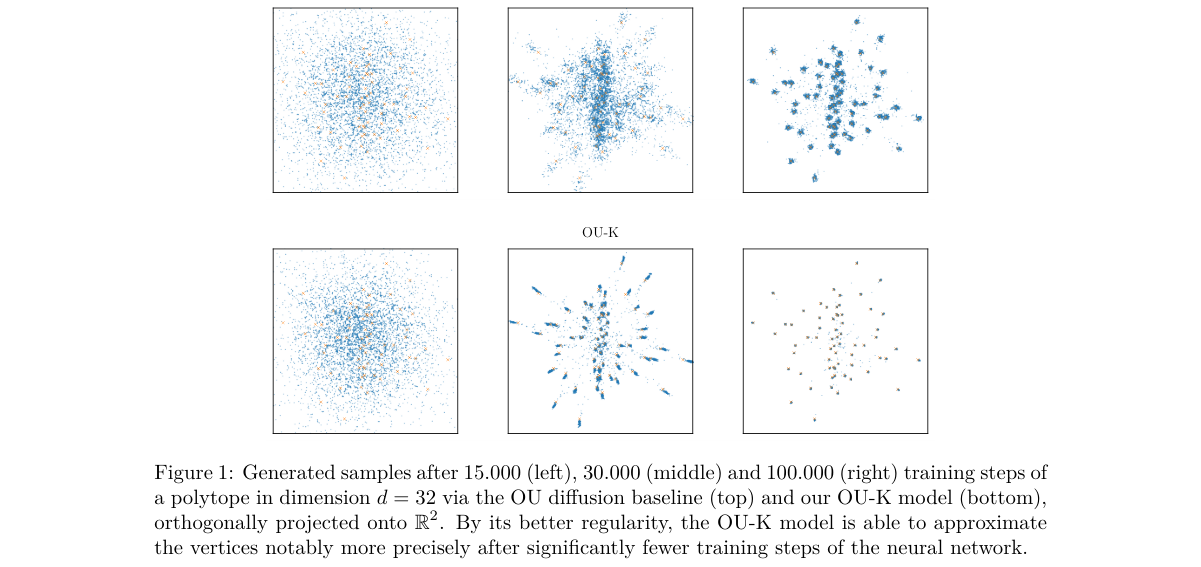 OU-K
Figure 1: Generated samples after 15.000 (left), 30.000 (middle) and 100.000 (right) training steps of
a polytope in dimension d = 32 via the OU diffusion baseline (top) and our OU-K model (bottom),
orthogonally projected onto ℝ². By its better regularity, the OU-K model is able to approximate
the vertices notably more precisely after significantly fewer training steps of the neural network.